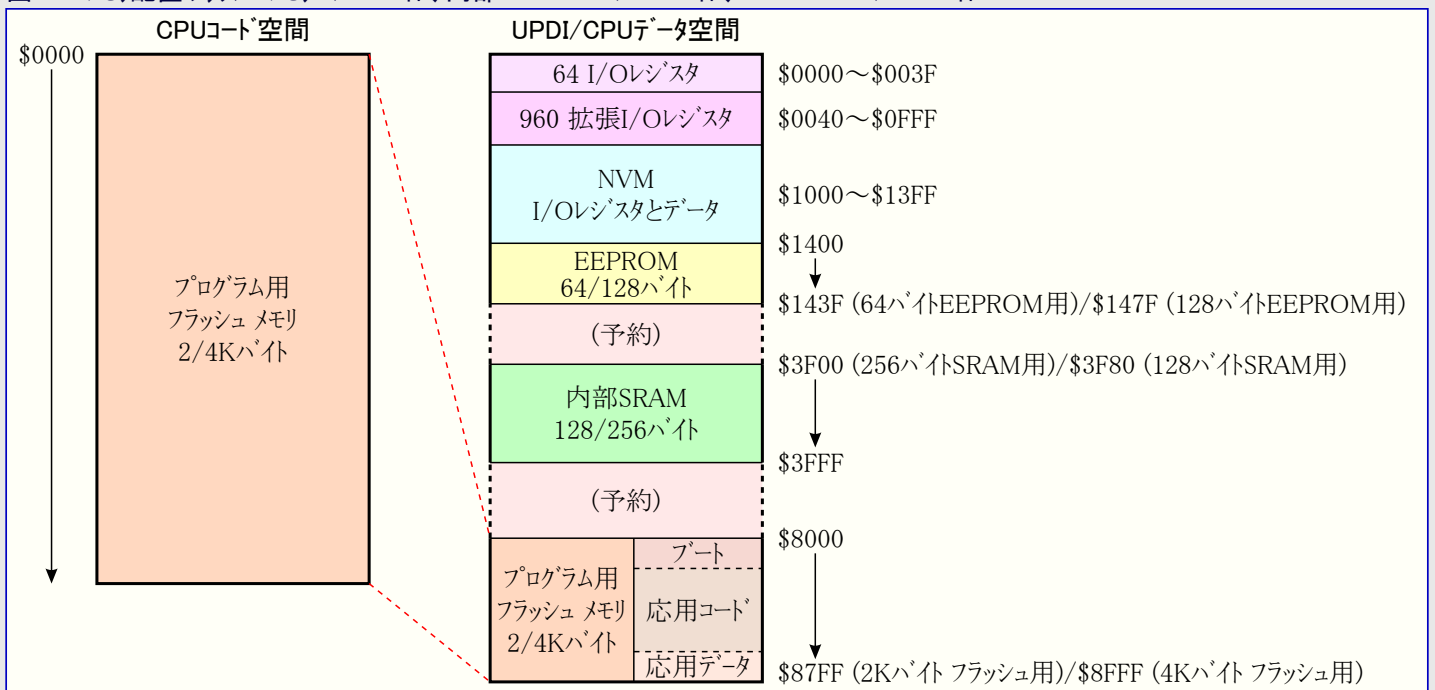 CPUコード空間
UPDI/CPUデータ空間
$0000
64 I/Oレジスタ
$0000～$003F
960 拡張I/Oレジスタ
$0040～$0FFF
NVM
I/Oレジスタとデータ
$1000～$13FF
$1400
EEPROM
64/128バイト
$143F (64バイトEEPROM用)/$147F (128バイトEEPROM用)
(予約)
$3F00 (256バイトSRAM用)/$3F80 (128バイトSRAM用)
内部SRAM
128/256バイト
$3FFF
(予約)
プログラム用
フラッシュ メモリ
2/4Kバイト
$8000
プログラム用
フラッシュ メモリ
2/4Kバイト
ブート
応用コード
応用データ
$87FF (2Kバイト フラッシュ用)/$8FFF (4Kバイト フラッシュ用)